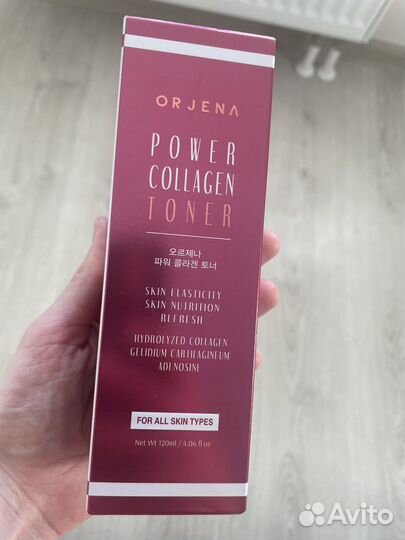 ORJENA
POWER
COLLAGEN
TONER
오르제나
파워 콜라겐 토너
SKIN ELASTICITY
SKIN NUTRITION
REFRESH
HYDROLYZED COLLAGEN
GELIDIUM CARTILAGINEUM
ADENOSINE
FOR ALL SKIN TYPES
Net Wt 120ml / 4.06 fl oz
Avito